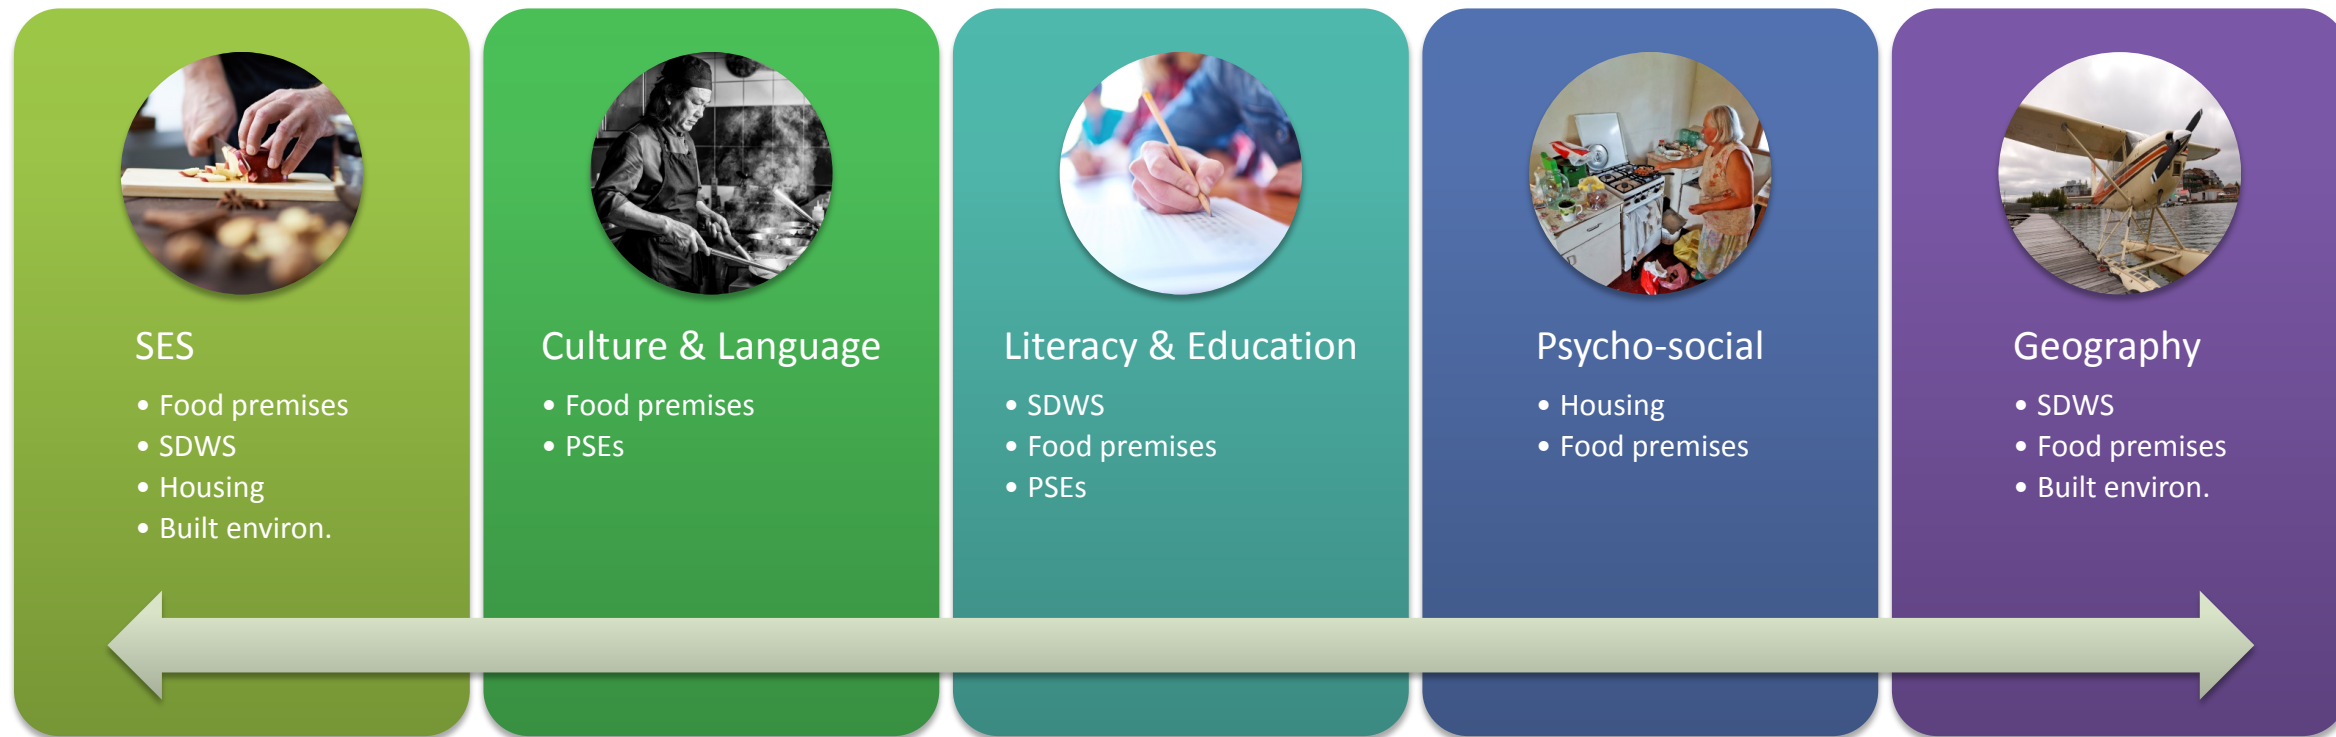 SES
• Food premises
• SDWS
• Housing
• Built environ.
Culture & Language
• Food premises
• PSEs
Literacy & Education
• SDWS
• Food premises
• PSEs
Psycho-social
• Housing
• Food premises
Geography
• SDWS
• Food premises
• Built environ.